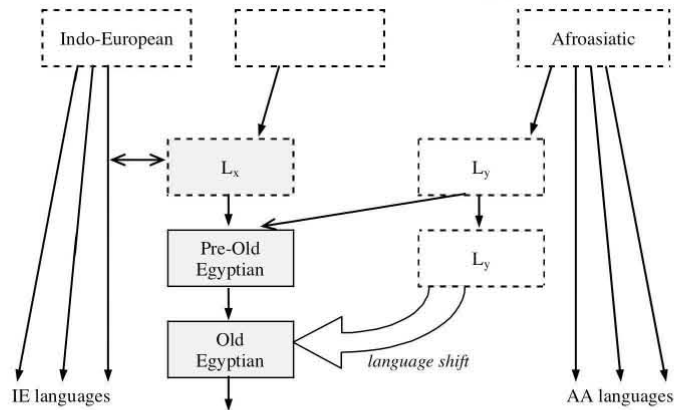 Indo-European
Afroasiatic
Lx
Ly
Pre-Old
Egyptian
Ly
Old
Egyptian
language shift
IE languages
AA languages